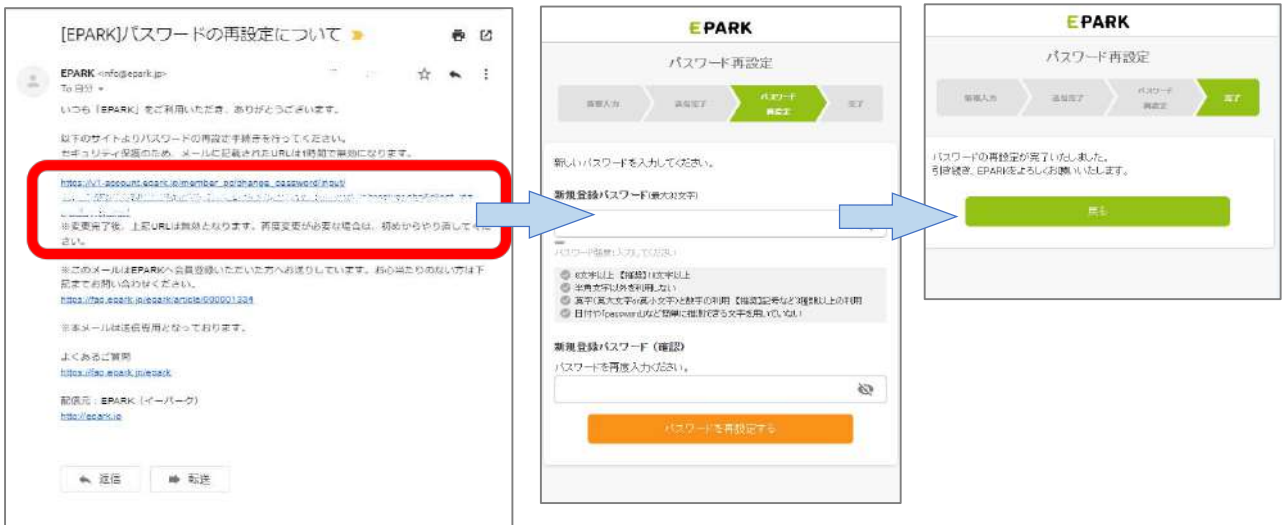 [EPARK]パスワードの再設定について
EPARK <info@epark.jp>
To 自分
いつも「EPARK」をご利用いただき、ありがとうございます。
以下のサイトよりパスワードの再設定手続きを行ってください。
セキュリティ保護のため、メールに記載されたURLは1時間で無効になります。
https://v1-account.epark.jp/member_pc/change_password/input/
※変更完了後、上記URLは無効となります。再度変更が必要な場合は、初めからやり直してくだ
さい。
※このメールはEPARKへ会員登録いただいた方へお送りしています。お心当たりのない方は下
記までお問い合わせください。
https://faq.epark.jp/epark/article/000001334
※本メールは送信専用となっております。
よくあるご質問
https://faq.epark.jp/epark
配信元：EPARK（イーパーク）
http://epark.jp
返信
転送
EPARK
パスワード再設定
情報入力
送信完了
パスワード
再設定
完了
新しいパスワードを入力してください。
新規登録パスワード(最大32文字)
パスワード強度:入力してください
8文字以上 【推奨】10文字以上
半角文字以外を利用しない
英字(英大文字or英小文字)と数字の利用 【推奨】記号など3種類以上の利用
日付や「password」など簡単に推測できる文字を用いていない
新規登録パスワード（確認）
パスワードを再度入力ください。
パスワードを再設定する
EPARK
パスワード再設定
情報入力
送信完了
パスワード
再設定
完了
パスワードの再設定が完了いたしました。
引き続き、EPARKをよろしくお願いいたします。
戻る